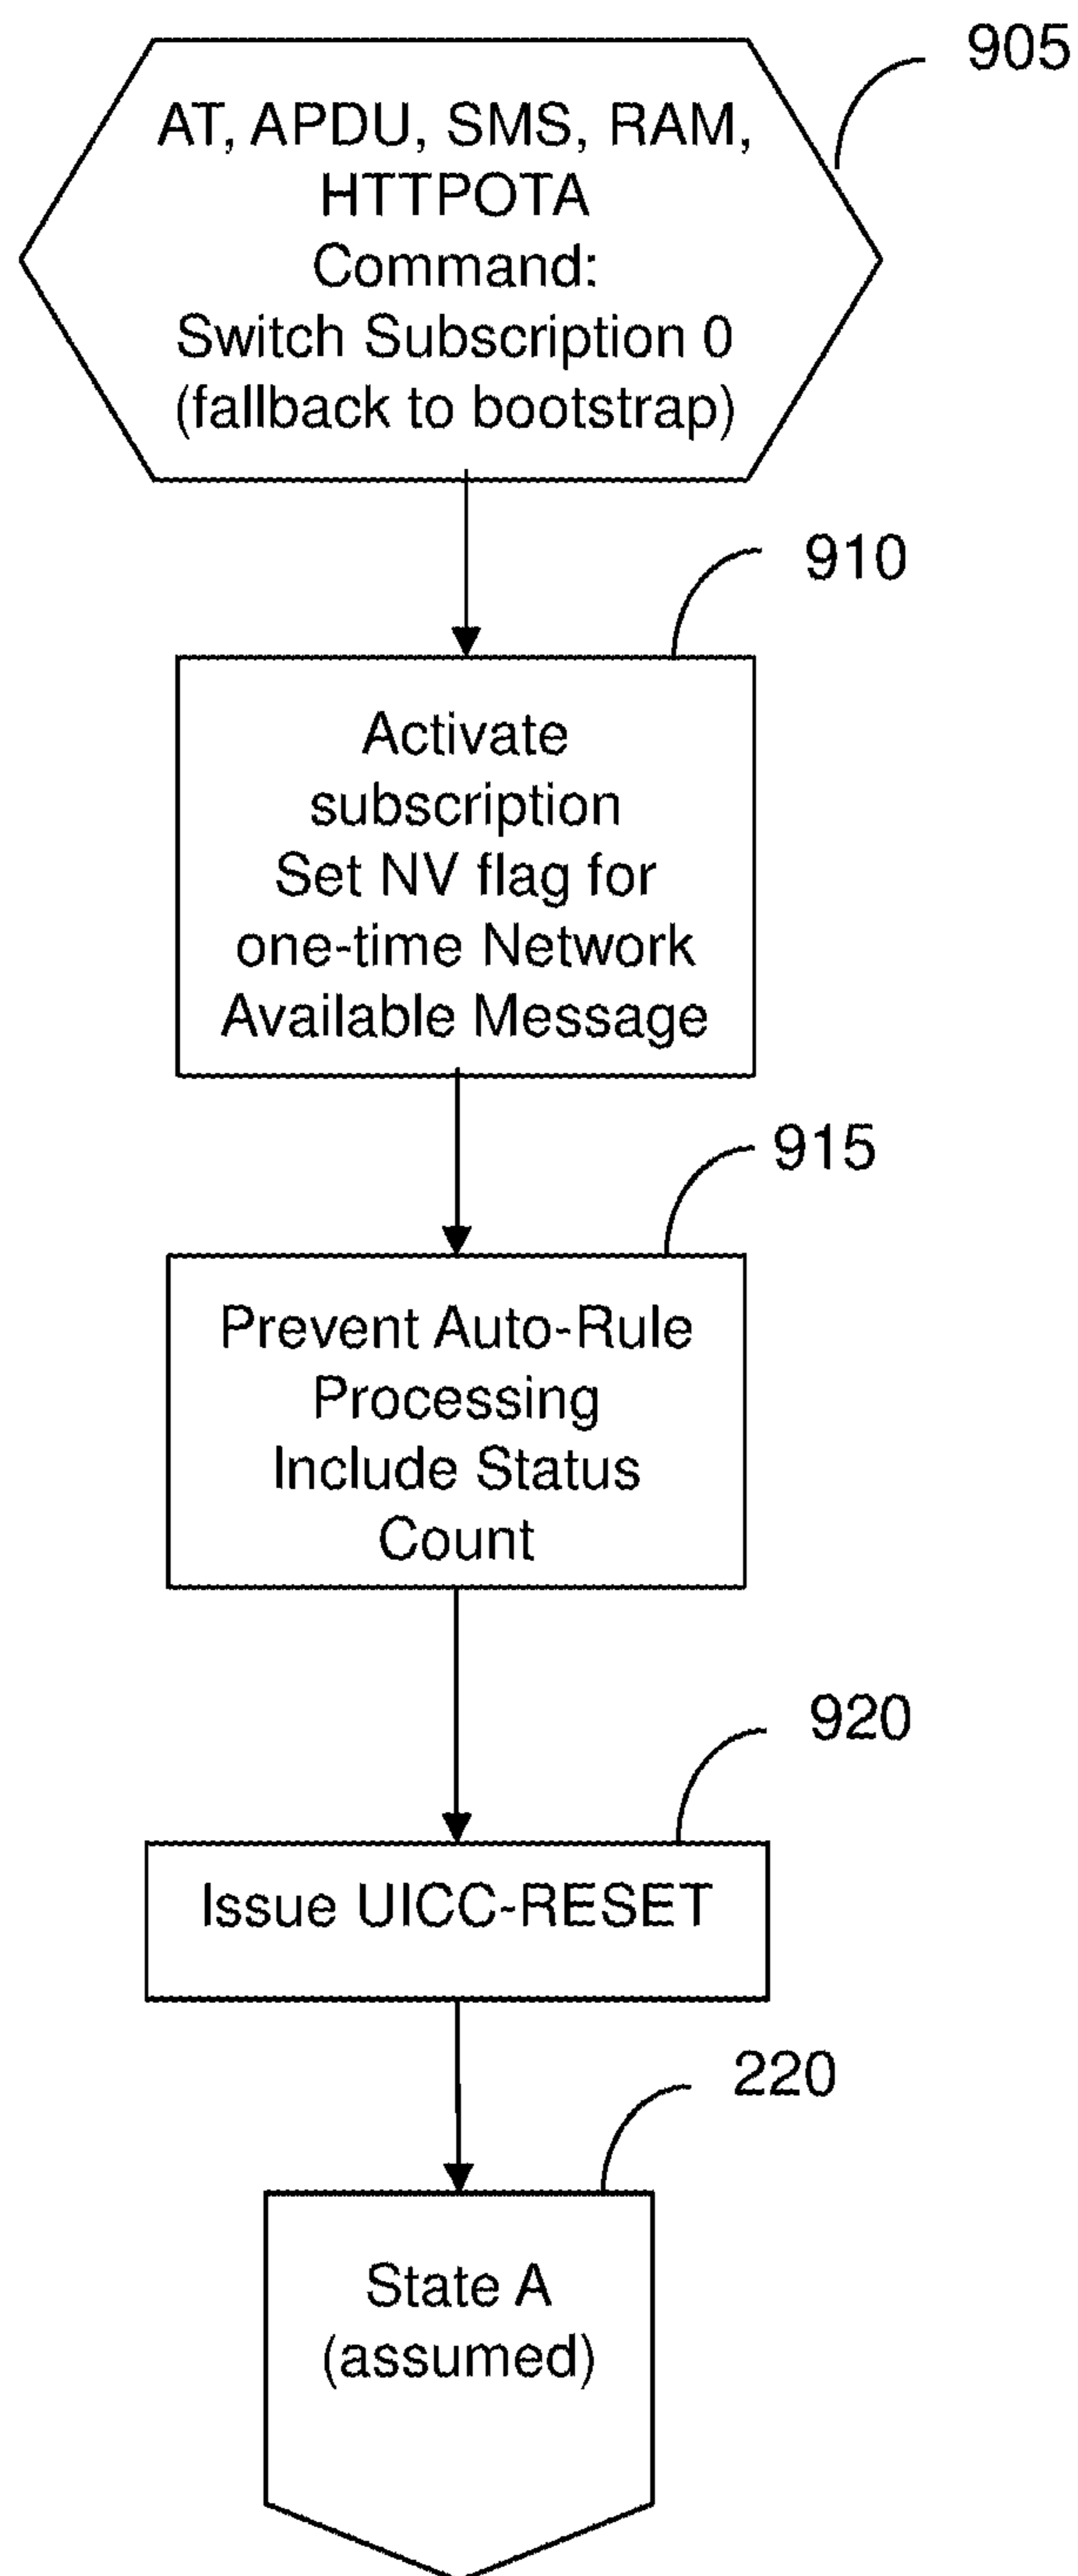 905
AT, APDU, SMS, RAM,
HTTPOTA
Command:
Switch Subscription 0
(fallback to bootstrap)
910
Activate
subscription
Set NV flag for
one-time Network
Available Message
915
Prevent Auto-Rule
Processing
Include Status
Count
920
Issue UICC-RESET
220
State A
(assumed)